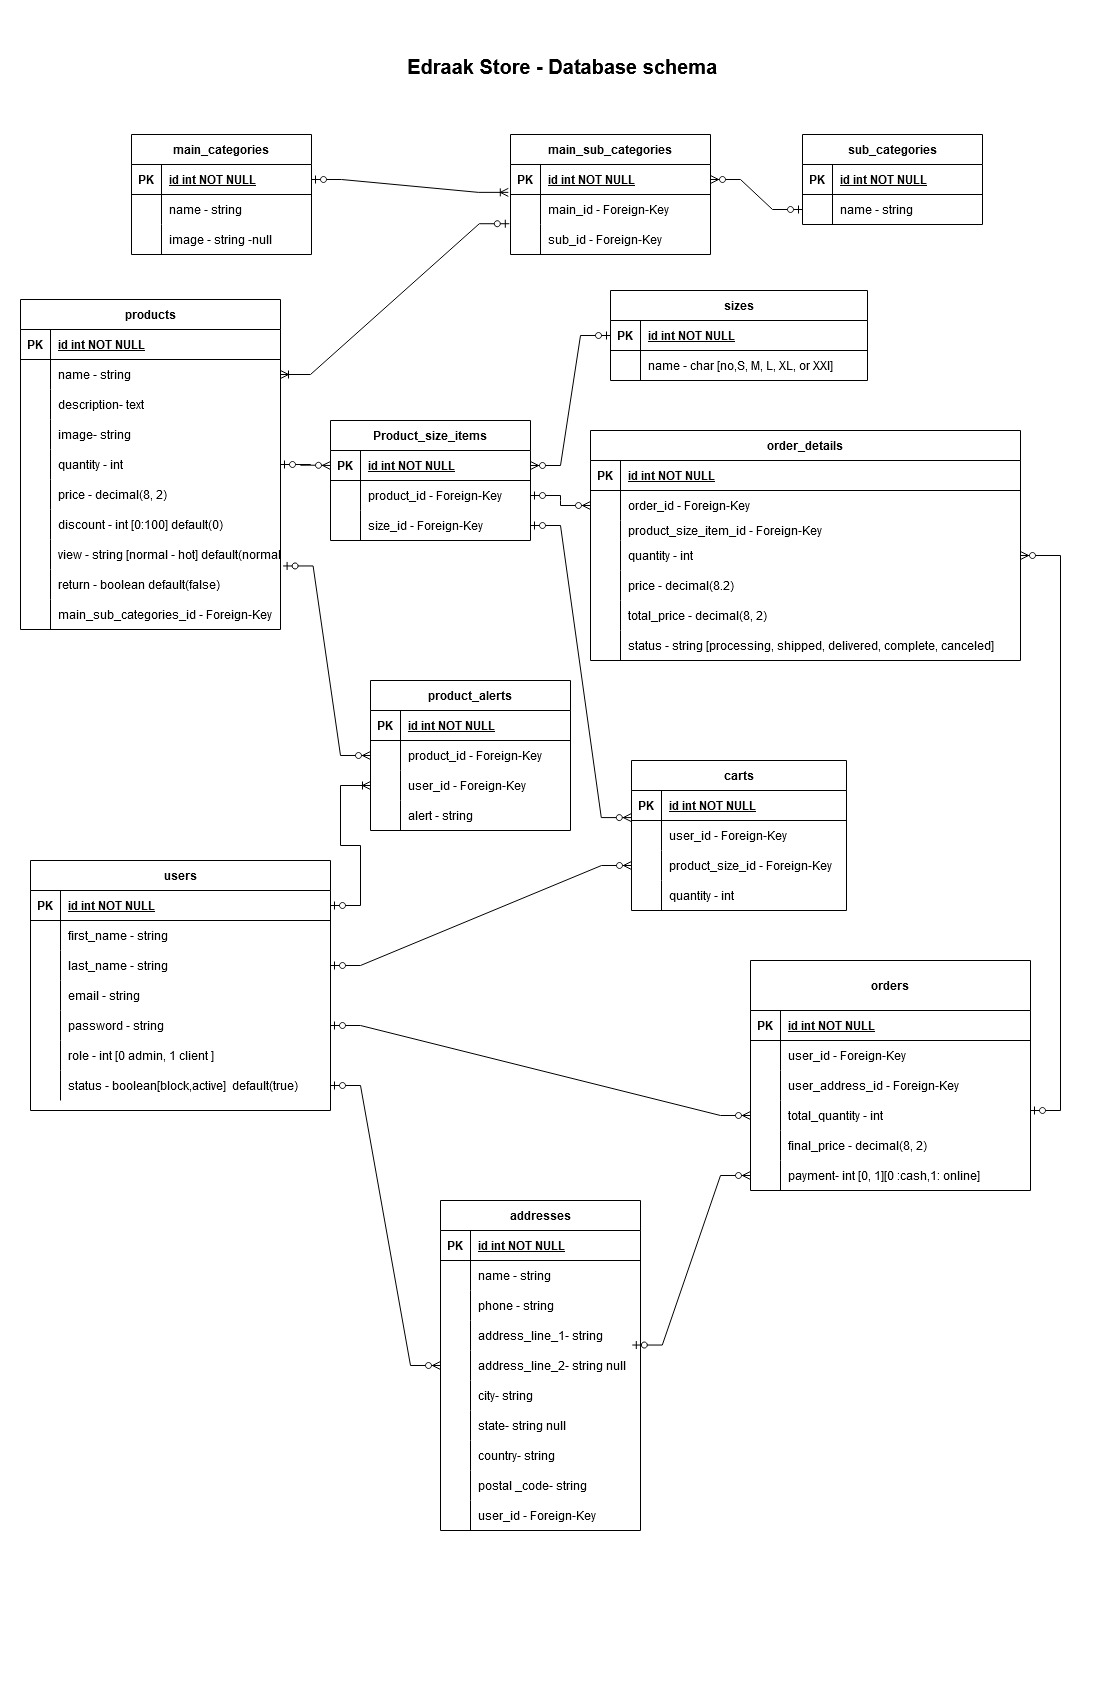 Edraak Store - Database schema
main_categories
PK id int NOT NULL
name - string
image - string -null
main_sub_categories
PK id int NOT NULL
main_id - Foreign-Key
sub_id - Foreign-Key
sub_categories
PK id int NOT NULL
name - string
products
PK id int NOT NULL
name - string
description- text
image- string
quantity - int
price - decimal(8, 2)
discount - int [0:100] default(0)
view - string [normal - hot] default(normal
return - boolean default(false)
main_sub_categories_id - Foreign-Key
sizes
PK id int NOT NULL
name - char [no,S, M, L, XL, or XXl]
Product_size_items
PK id int NOT NULL
product_id - Foreign-Key
size_id - Foreign-Key
order_details
PK id int NOT NULL
order_id - Foreign-Key
product_size_item_id - Foreign-Key
quantity - int
price - decimal(8.2)
total_price - decimal(8, 2)
status - string [processing, shipped, delivered, complete, canceled]
product_alerts
PK id int NOT NULL
product_id - Foreign-Key
user_id - Foreign-Key
alert - string
carts
PK id int NOT NULL
user_id - Foreign-Key
product_size_id - Foreign-Key
quantity - int
users
PK id int NOT NULL
first_name - string
last_name - string
email - string
password - string
role - int [0 admin, 1 client ]
status - boolean[block,active]  default(true)
orders
PK id int NOT NULL
user_id - Foreign-Key
user_address_id - Foreign-Key
total_quantity - int
final_price - decimal(8, 2)
payment- int [0, 1][0 :cash,1: online]
addresses
PK id int NOT NULL
name - string
phone - string
address_line_1- string
address_line_2- string null
city- string
state- string null
country- string
postal _code- string
user_id - Foreign-Key